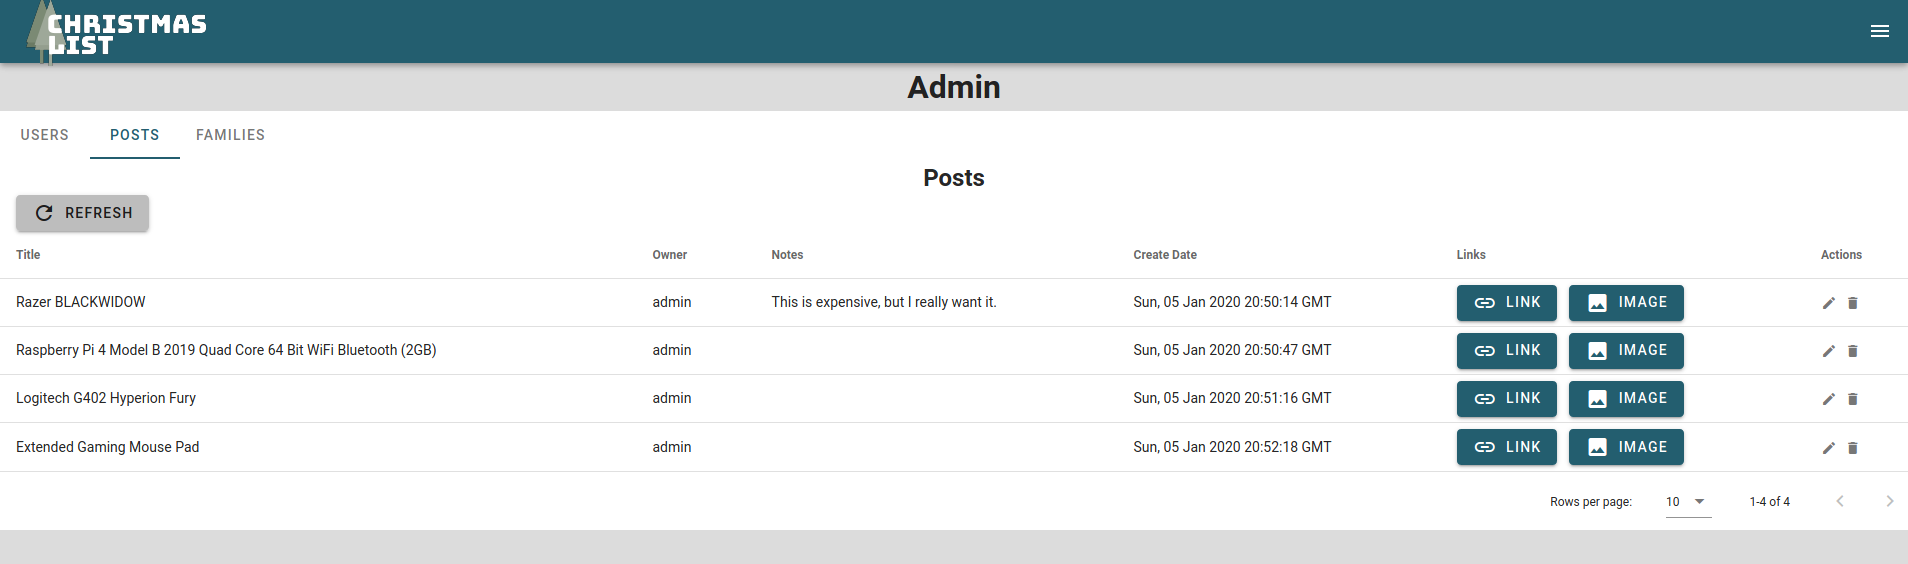 CHRISTMAS
LIST
Admin
USERS POSTS FAMILIES
Posts
REFRESH
Title Owner Notes Create Date Links Actions
Razer BLACKWIDOW admin This is expensive, but I really want it. Sun, 05 Jan 2020 20:50:14 GMT LINK IMAGE
Raspberry Pi 4 Model B 2019 Quad Core 64 Bit WiFi Bluetooth (2GB) admin Sun, 05 Jan 2020 20:50:47 GMT LINK IMAGE
Logitech G402 Hyperion Fury admin Sun, 05 Jan 2020 20:51:16 GMT LINK IMAGE
Extended Gaming Mouse Pad admin Sun, 05 Jan 2020 20:52:18 GMT LINK IMAGE
Rows per page: 10 1-4 of 4